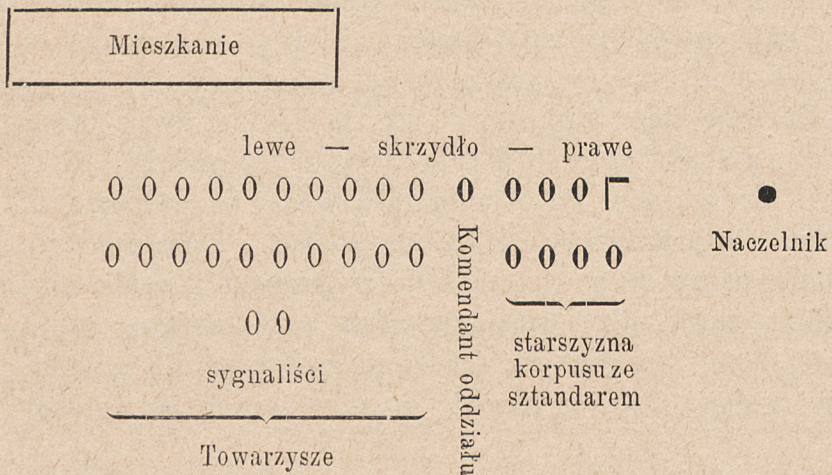 Mieszkanie
lewe — skrzydło — prawe
0 0 0 0 0 0 0 0 0 0 0 0 0 0
0 0 0 0 0 0 0 0 0 0 0 0 0 0
Naczelnik
Komendant oddziału
0 0
sygnaliści
starszyzna
korpusu ze
sztandarem
Towarzysze